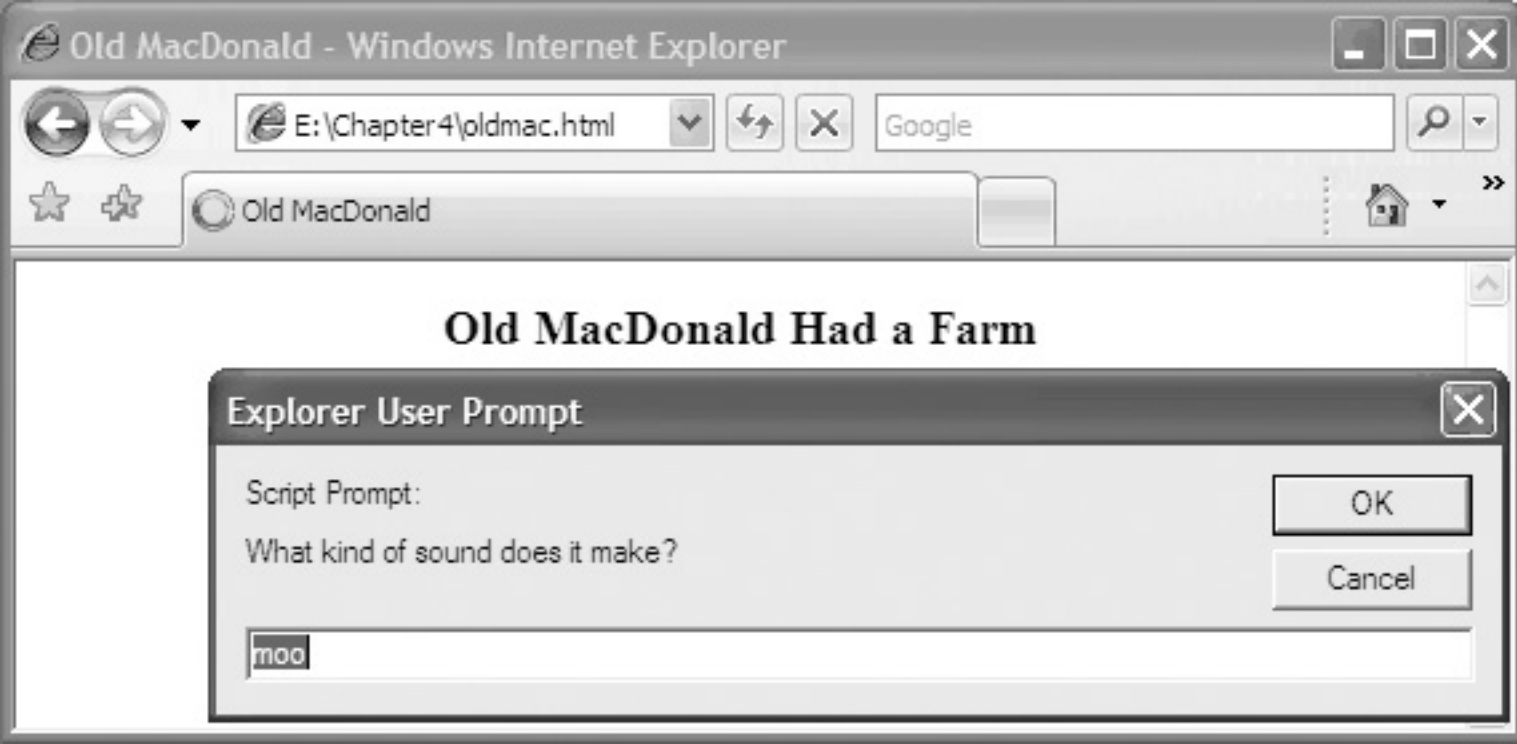 Old MacDonald - Windows Internet Explorer
E:\Chapter4\oldmac.html
Google
Old MacDonald
Old MacDonald Had a Farm
Explorer User Prompt
Script Prompt:
OK
What kind of sound does it make?
Cancel
moo